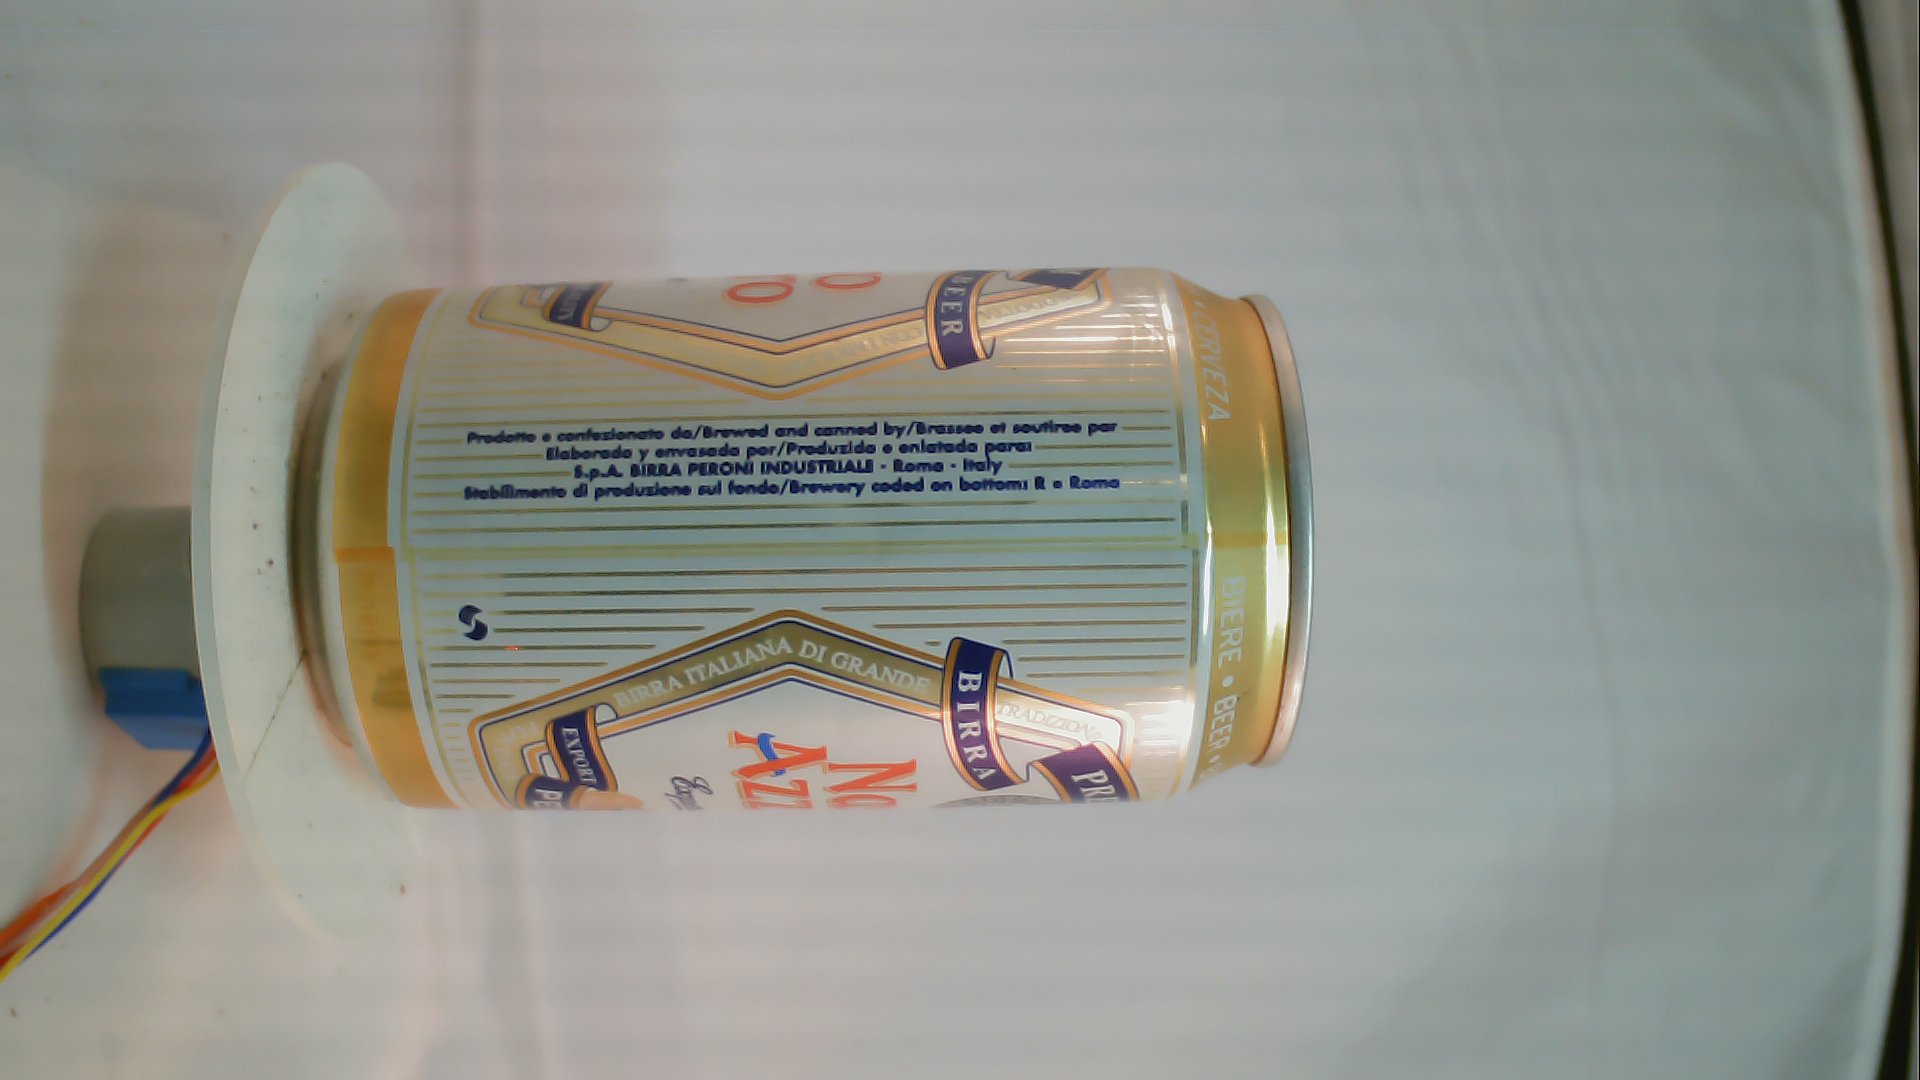 Prodotto e confezionato da/Brewed and canned by/Brassee et soutiree par
Elaborada y envasada por/Produzida e enlatada para:
S.p.A. BIRRA PERONI INDUSTRIALE - Roma - Italy
Stabilimento di produzione sul fondo/Brewery coded on bottom: R = Roma
BEER
CERVEZA
BIERE • BEER •
BIRRA ITALIANA DI GRANDE TRADIZIONE
BIRRA
EXPORT